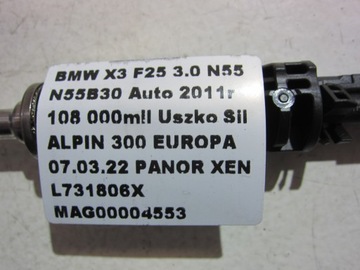 BMW X3 F25 3.0 N55
N55B30 Auto 2011r
108 000mil Uszko Sil
ALPIN 300 EUROPA
07.03.22 PANOR XEN
L731806X
MAG00004553